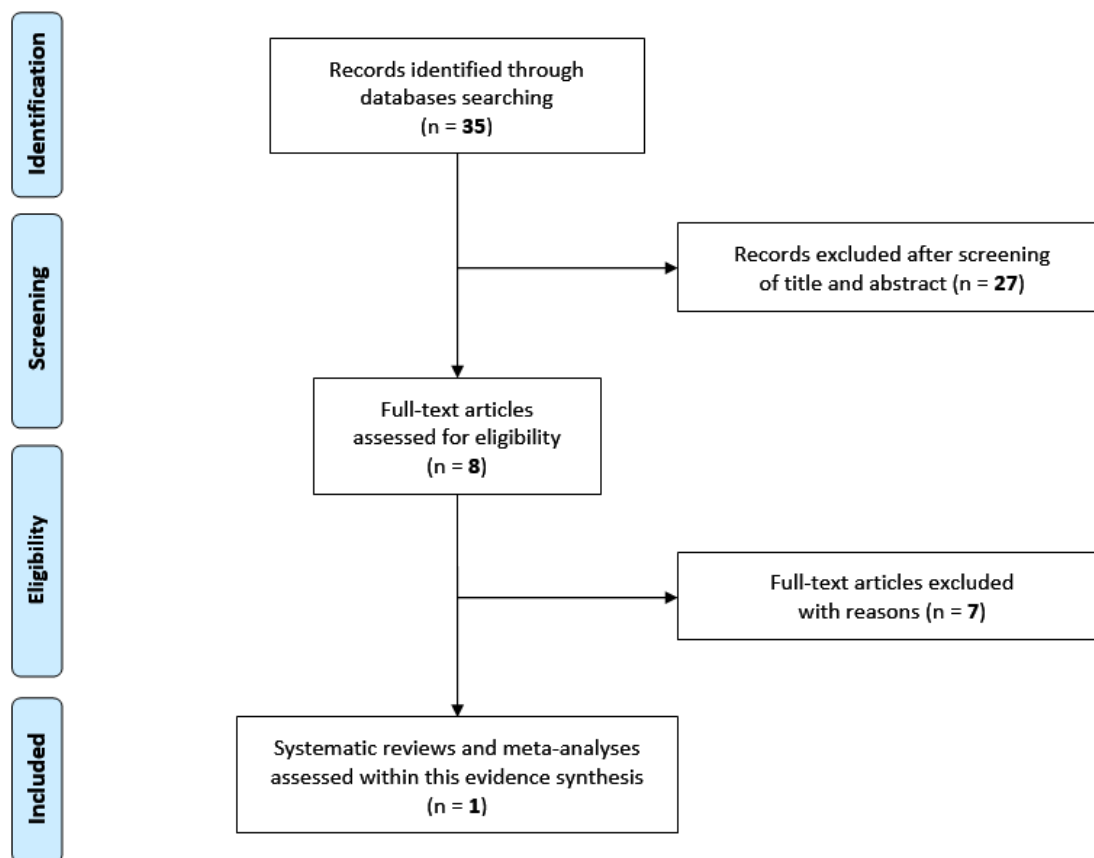 Identification
Records identified through
databases searching
(n = 35)
Screening
Records excluded after screening
of title and abstract (n = 27)
Full-text articles
assessed for eligibility
(n = 8)
Eligibility
Full-text articles excluded
with reasons (n = 7)
Included
Systematic reviews and meta-analyses
assessed within this evidence synthesis
(n = 1)